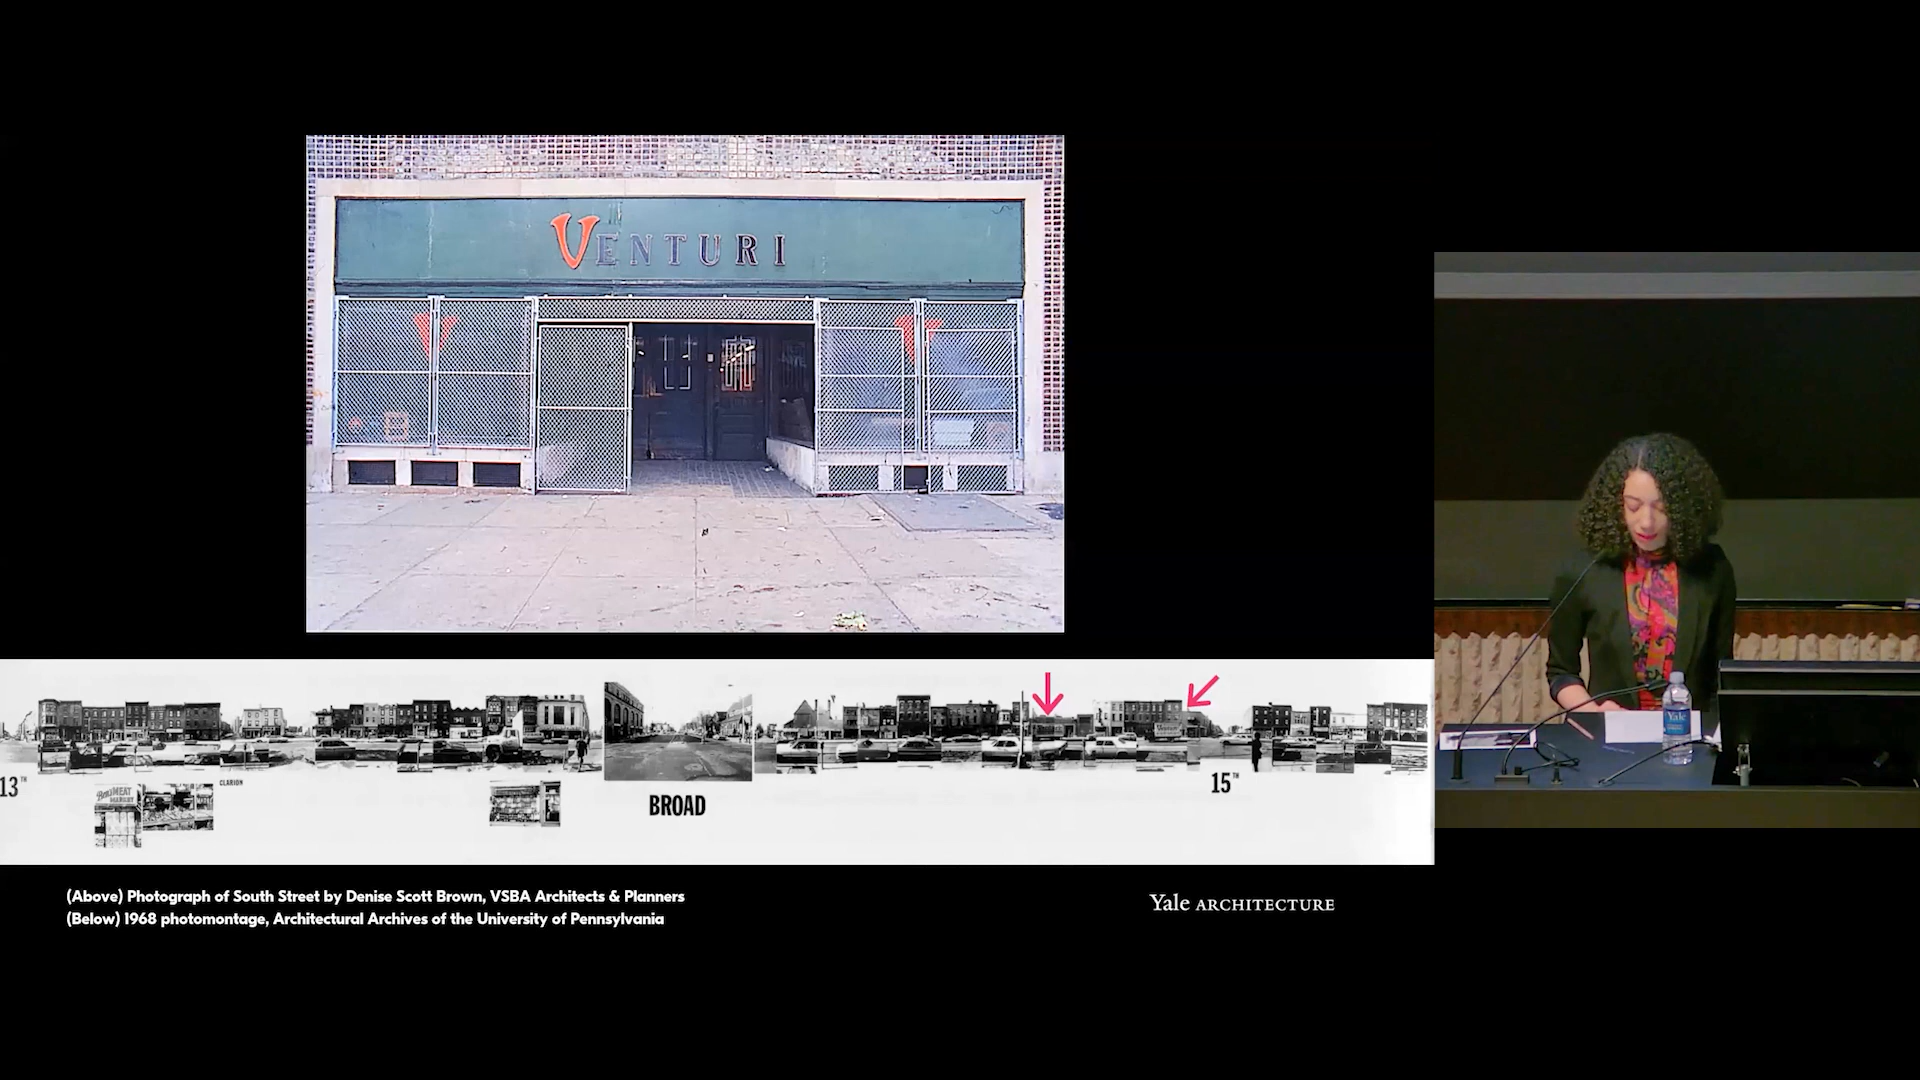 VENTURI
13TH
CLARION
BROAD
15TH
Yale
(Above) Photograph of South Street by Denise Scott Brown, VSBA Architects & Planners
(Below) 1968 photomontage, Architectural Archives of the University of Pennsylvania
Yale ARCHITECTURE